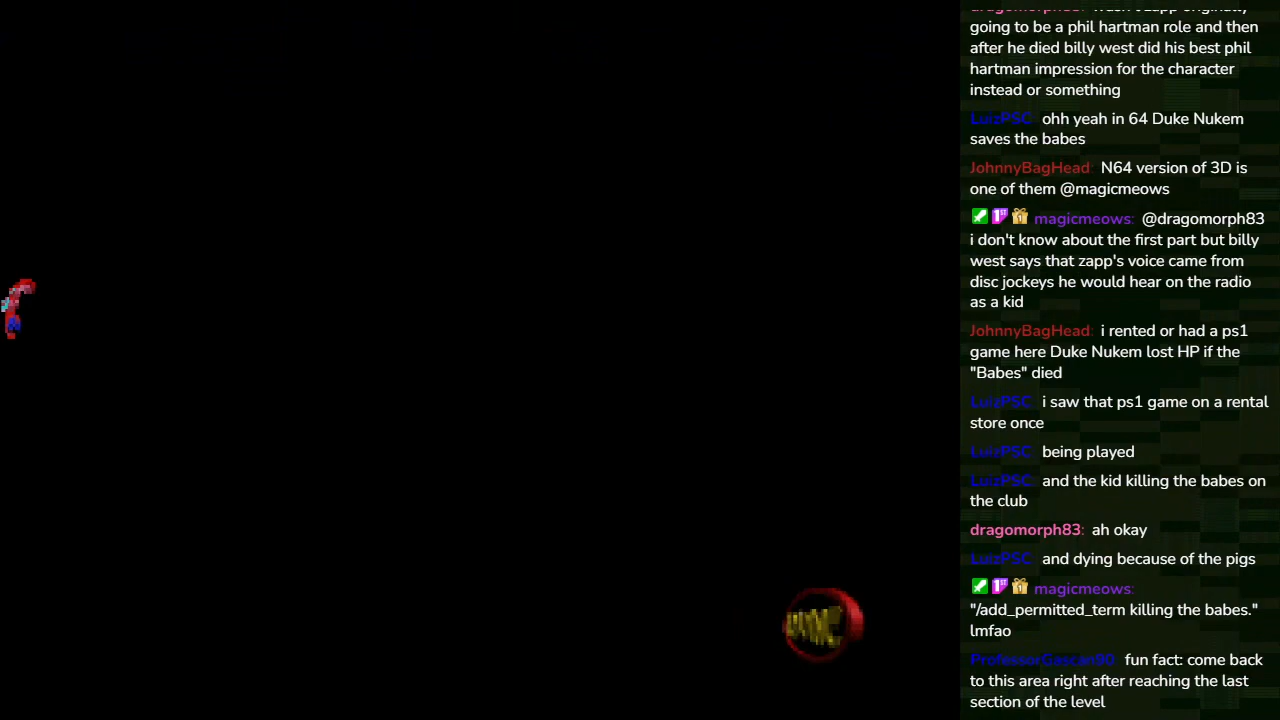 going to be a phil hartman role and then
after he died billy west did his best phil
hartman impression for the character
instead or something
LuizPSC: ohh yeah in 64 Duke Nukem
saves the babes
JohnnyBagHead: N64 version of 3D is
one of them @magicmeows
magicmeows: @dragomorph83
i don't know about the first part but billy
west says that zapp's voice came from
disc jockeys he would hear on the radio
as a kid
JohnnyBagHead: i rented or had a ps1
game here Duke Nukem lost HP if the
"Babes" died
LuizPSC: i saw that ps1 game on a rental
store once
LuizPSC: being played
LuizPSC: and the kid killing the babes on
the club
dragomorph83: ah okay
LuizPSC: and dying because of the pigs
magicmeows:
"/add_permitted_term killing the babes."
lmfao
ProfessorGascan90: fun fact: come back
to this area right after reaching the last
section of the level